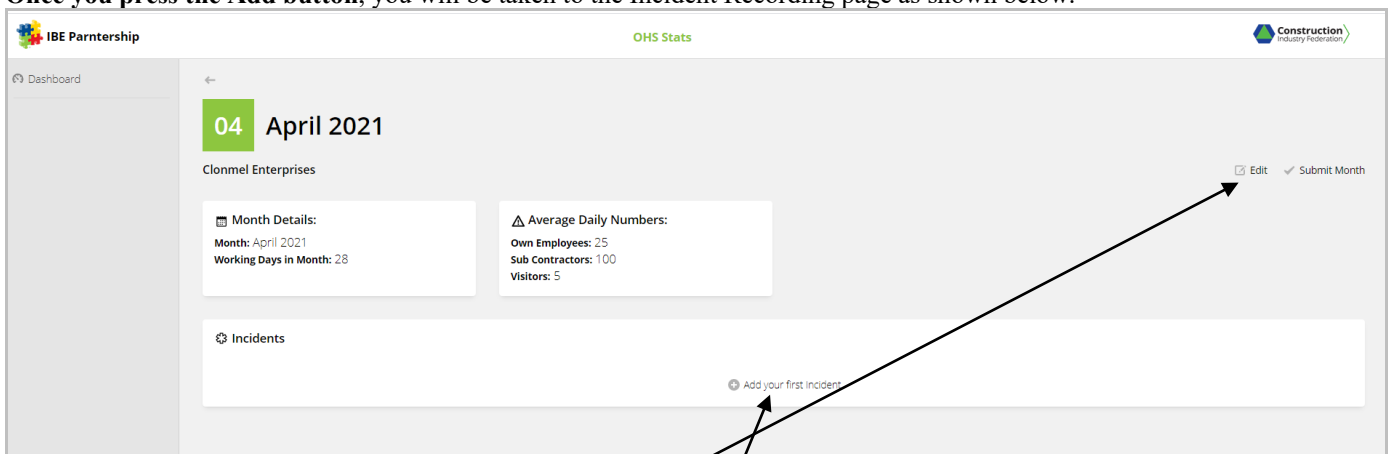 Once you press the Add button, you will be taken to the Incident Recording page as shown below.
IBE Parntership
OHS Stats
Construction
Industry Federation
Dashboard
04 April 2021
Clonmel Enterprises
Edit
Submit Month
Month Details:
Month: April 2021
Working Days in Month: 28
Average Daily Numbers:
Own Employees: 25
Sub Contractors: 100
Visitors: 5
Incidents
Add your first incident